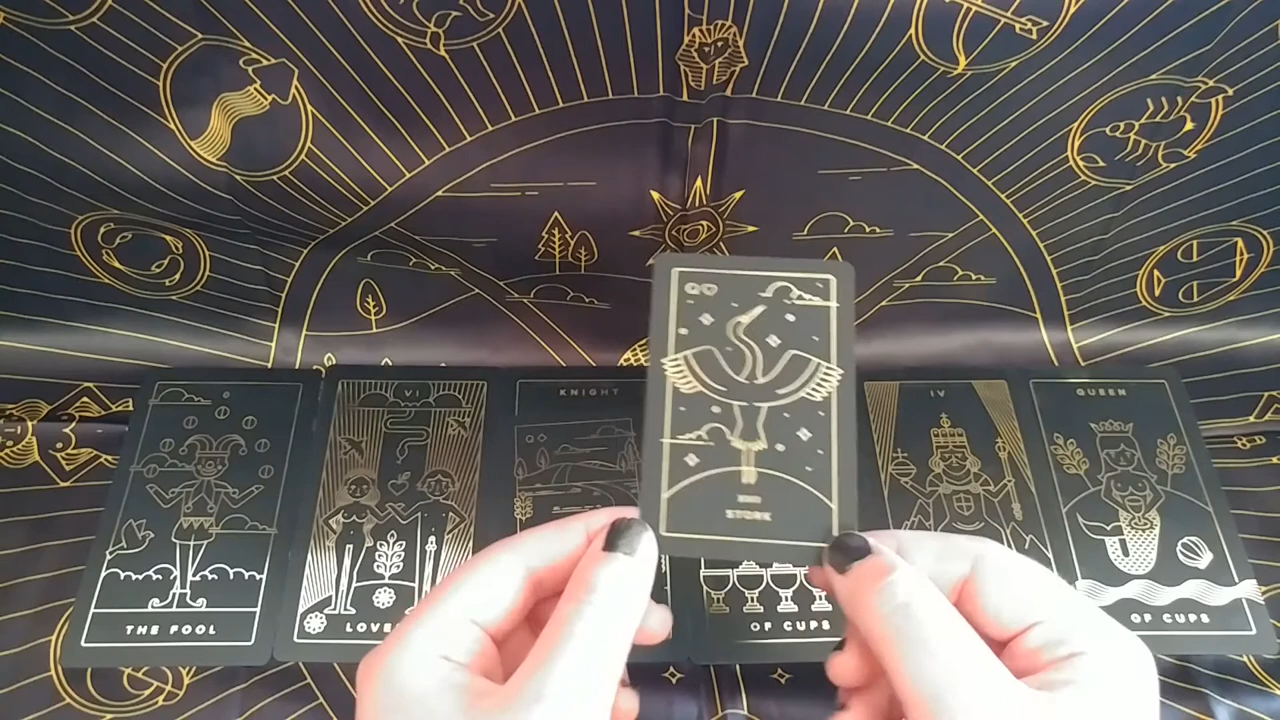 Q
STORK
THE FOOL
VI
LOVE
KNIGHT
Q
OF CUPS
IV
QUEEN
OF CUPS